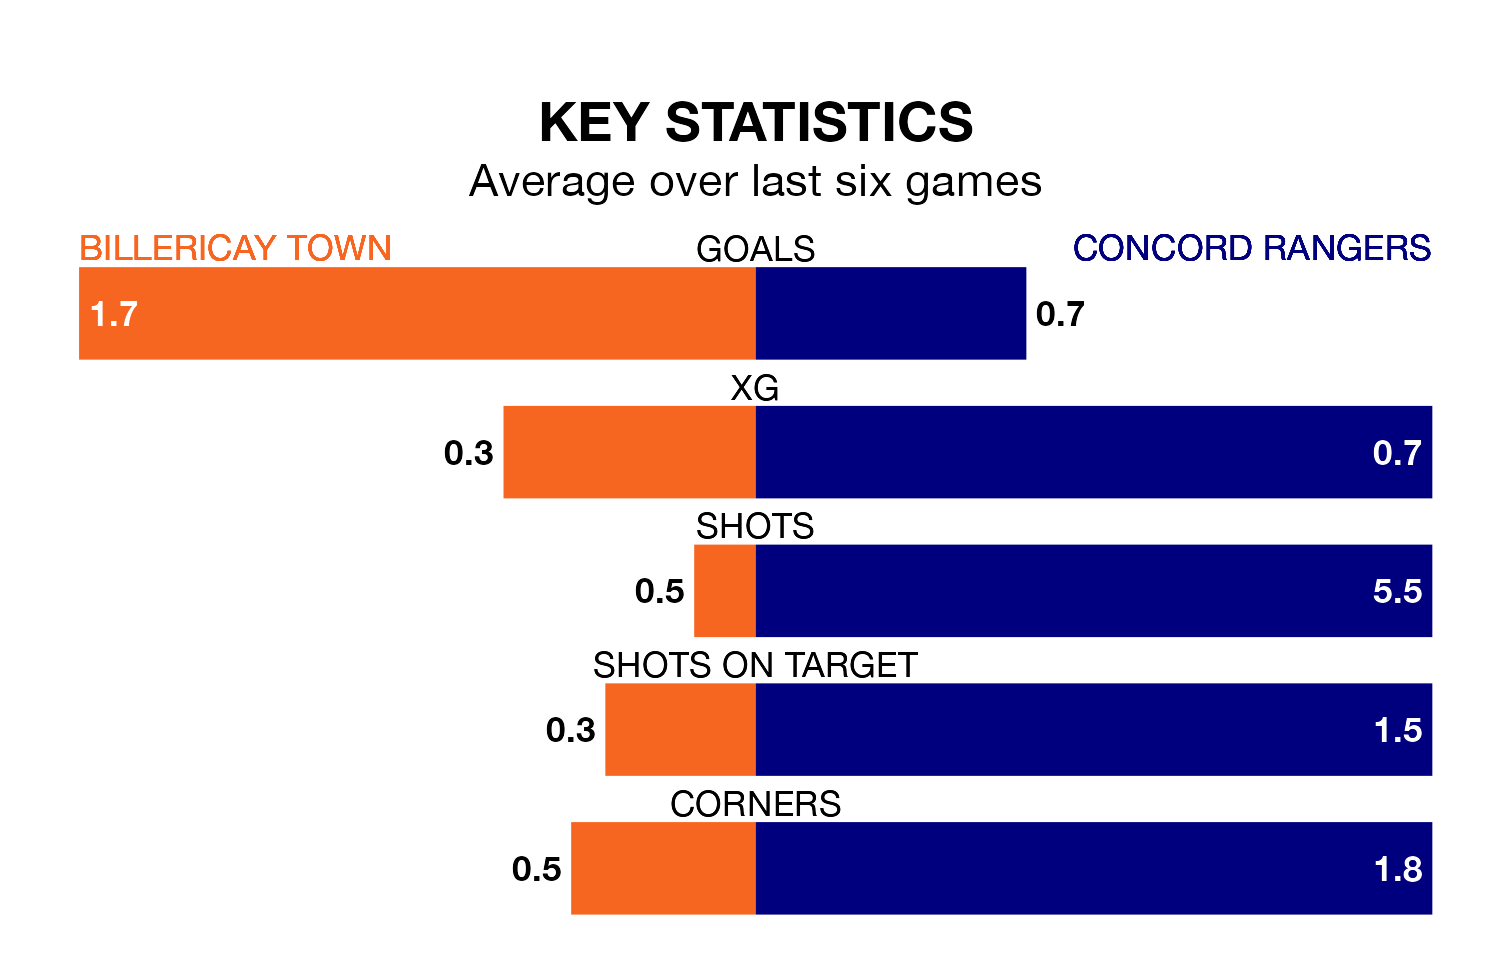 KEY STATISTICS
Average over last six games
BILLERICAY TOWN GOALS CONCORD RANGERS
1.7 0.7
XG
0.3 0.7
SHOTS
0.5 5.5
SHOTS ON TARGET
0.3 1.5
CORNERS
0.5 1.8